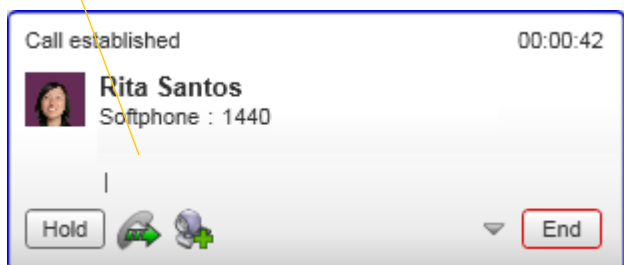 Call established 00:00:42
Rita Santos
Softphone : 1440
Hold End